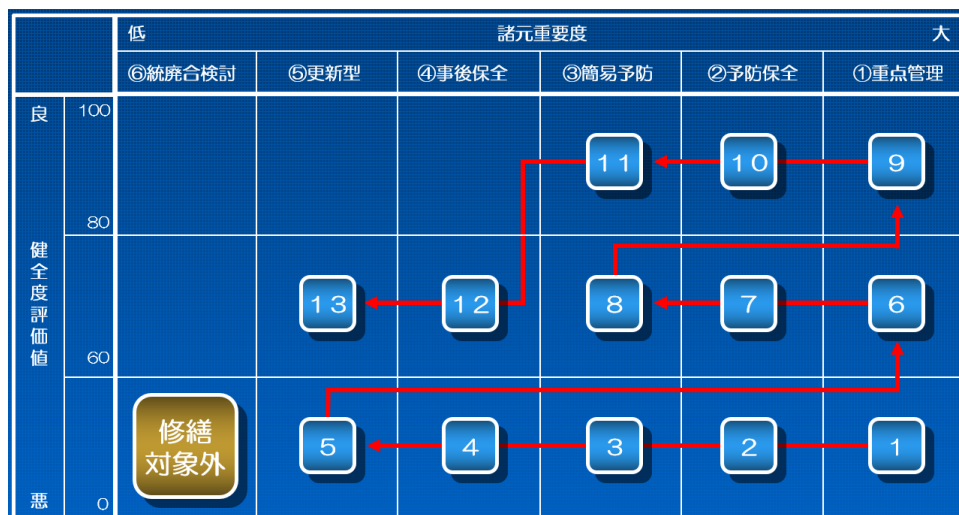 低
諸元重要度
大
⑥統廃合検討
⑤更新型
④事後保全
③簡易予防
②予防保全
①重点管理
良
100
11
10
9
80
健全度評価値
13
12
8
7
6
60
修繕
対象外
5
4
3
2
1
悪
0